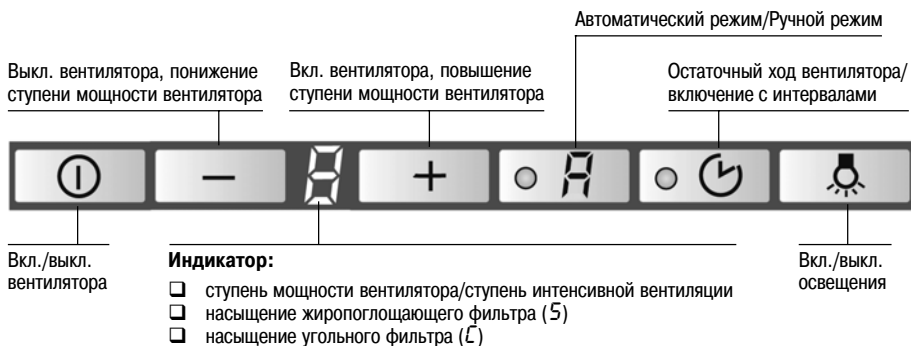 Автоматический режим/Ручной режим
Выкл. вентилятора, понижение
ступени мощности вентилятора
Вкл. вентилятора, повышение
ступени мощности вентилятора
Остаточный ход вентилятора/
включение с интервалами
− 8 + A
Вкл./выкл.
вентилятора
Индикатор:
❑ ступень мощности вентилятора/ступень интенсивной вентиляции
❑ насыщение жиропоглощающего фильтра (5)
❑ насыщение угольного фильтра (C)
Вкл./выкл.
освещения